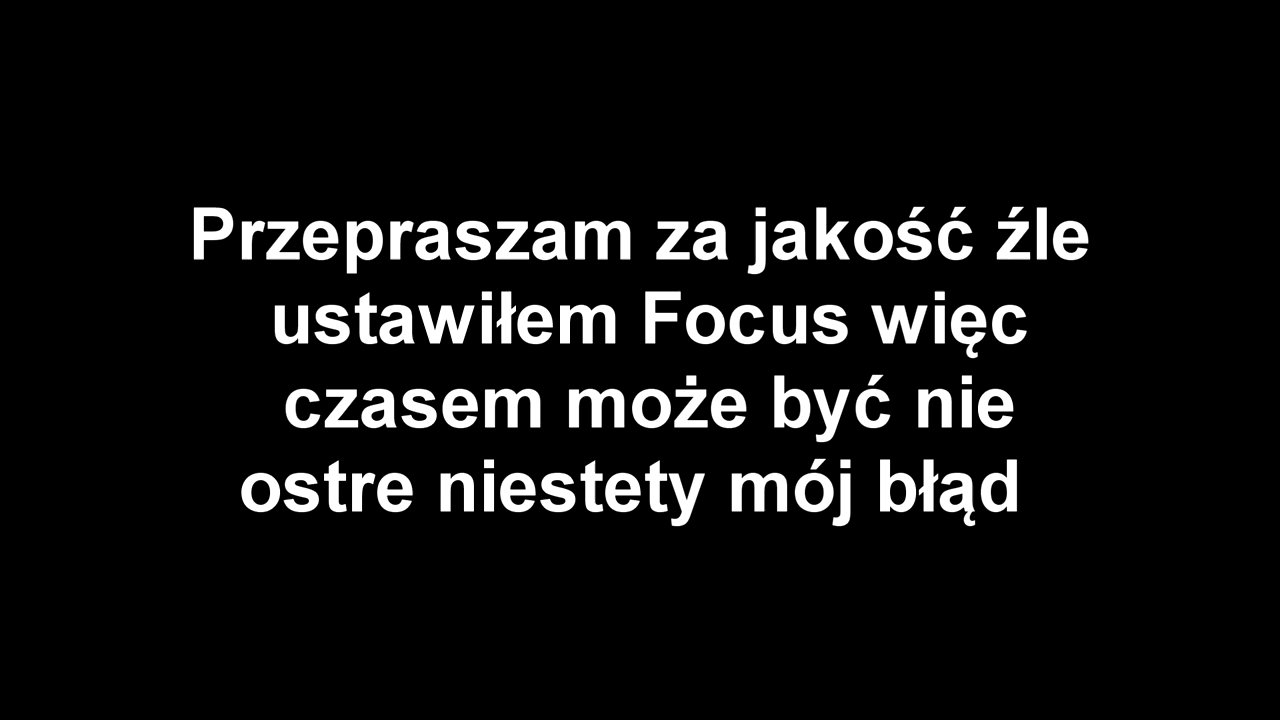 Przepraszam za jakość źle
ustawiłem Focus więc
czasem może być nie
ostre niestety mój błąd